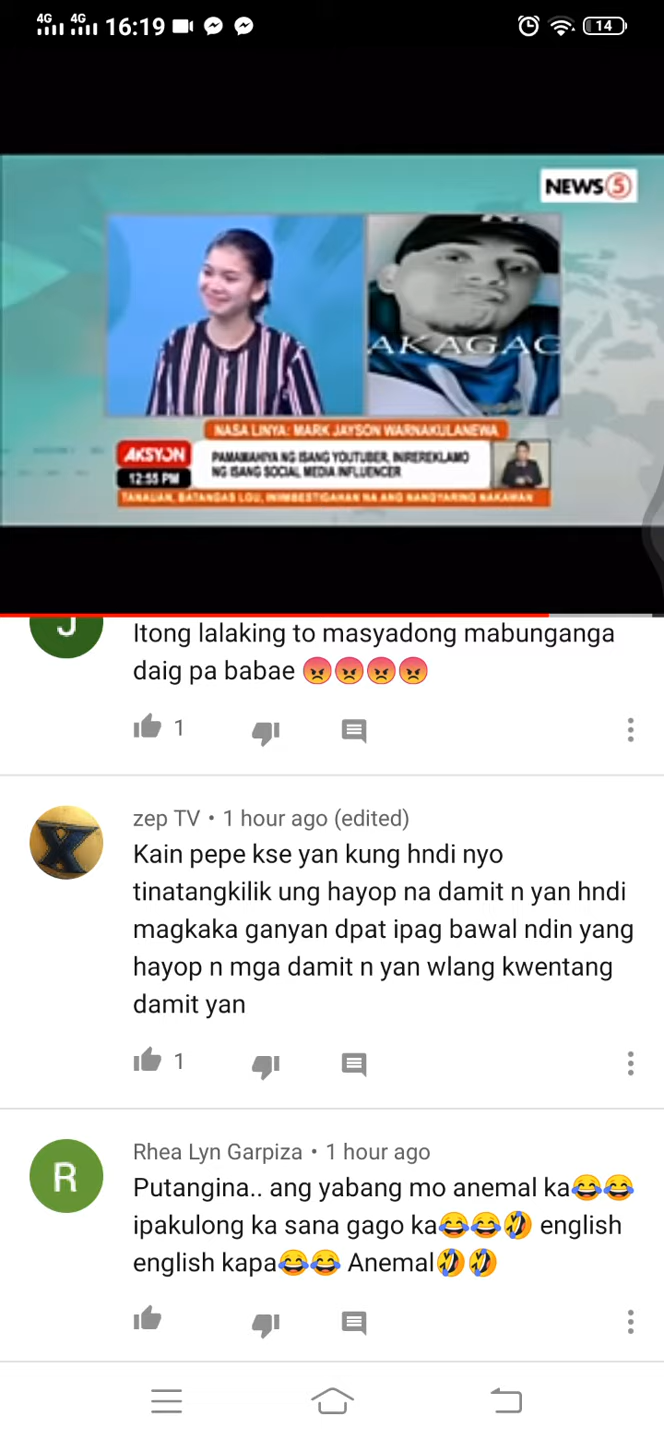 4G 4G 16:19 14
NEWS5
AKAGAC
NASA LINYA: MARK JAYSON WARNAKULANEWA
AKSYON
12:55 PM
PAMAMAHIYA NG ISANG YOUTUBER, INIREREKLAMO
NG ISANG SOCIAL MEDIA INFLUENCER
TANAUAN, BATANGAS LGU, INIIMBESTIGAHAN NA ANG NANGYARING NAKAWAN
J
Itong lalaking to masyadong mabunganga
daig pa babae 😡😡😡😡
1
X
zep TV • 1 hour ago (edited)
Kain pepe kse yan kung hndi nyo
tinatangkilik ung hayop na damit n yan hndi
magkaka ganyan dpat ipag bawal ndin yang
hayop n mga damit n yan wlang kwentang
damit yan
1
R
Rhea Lyn Garpiza • 1 hour ago
Putangina.. ang yabang mo anemal ka😂😂
ipakulong ka sana gago ka😂😂🤣 english
english kapa😂😂 Anemal🤣🤣